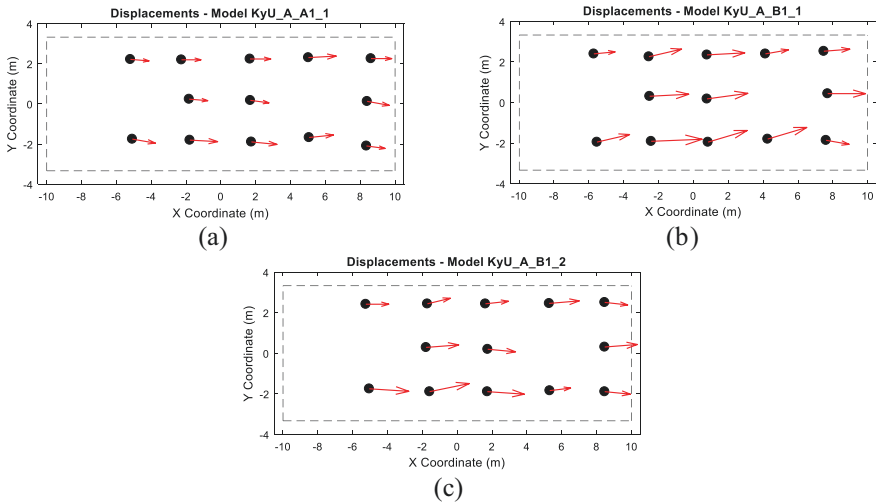 Displacements - Model KyU_A_A1_1
Y Coordinate (m)
4
2
0
-2
-4
-10 -8 -6 -4 -2 0 2 4 6 8 10
X Coordinate (m)
(a)
Displacements - Model KyU_A_B1_1
Y Coordinate (m)
4
2
0
-2
-4
-10 -8 -6 -4 -2 0 2 4 6 8 10
X Coordinate (m)
(b)
Displacements - Model KyU_A_B1_2
Y Coordinate (m)
4
2
0
-2
-4
-10 -8 -6 -4 -2 0 2 4 6 8 10
X Coordinate (m)
(c)